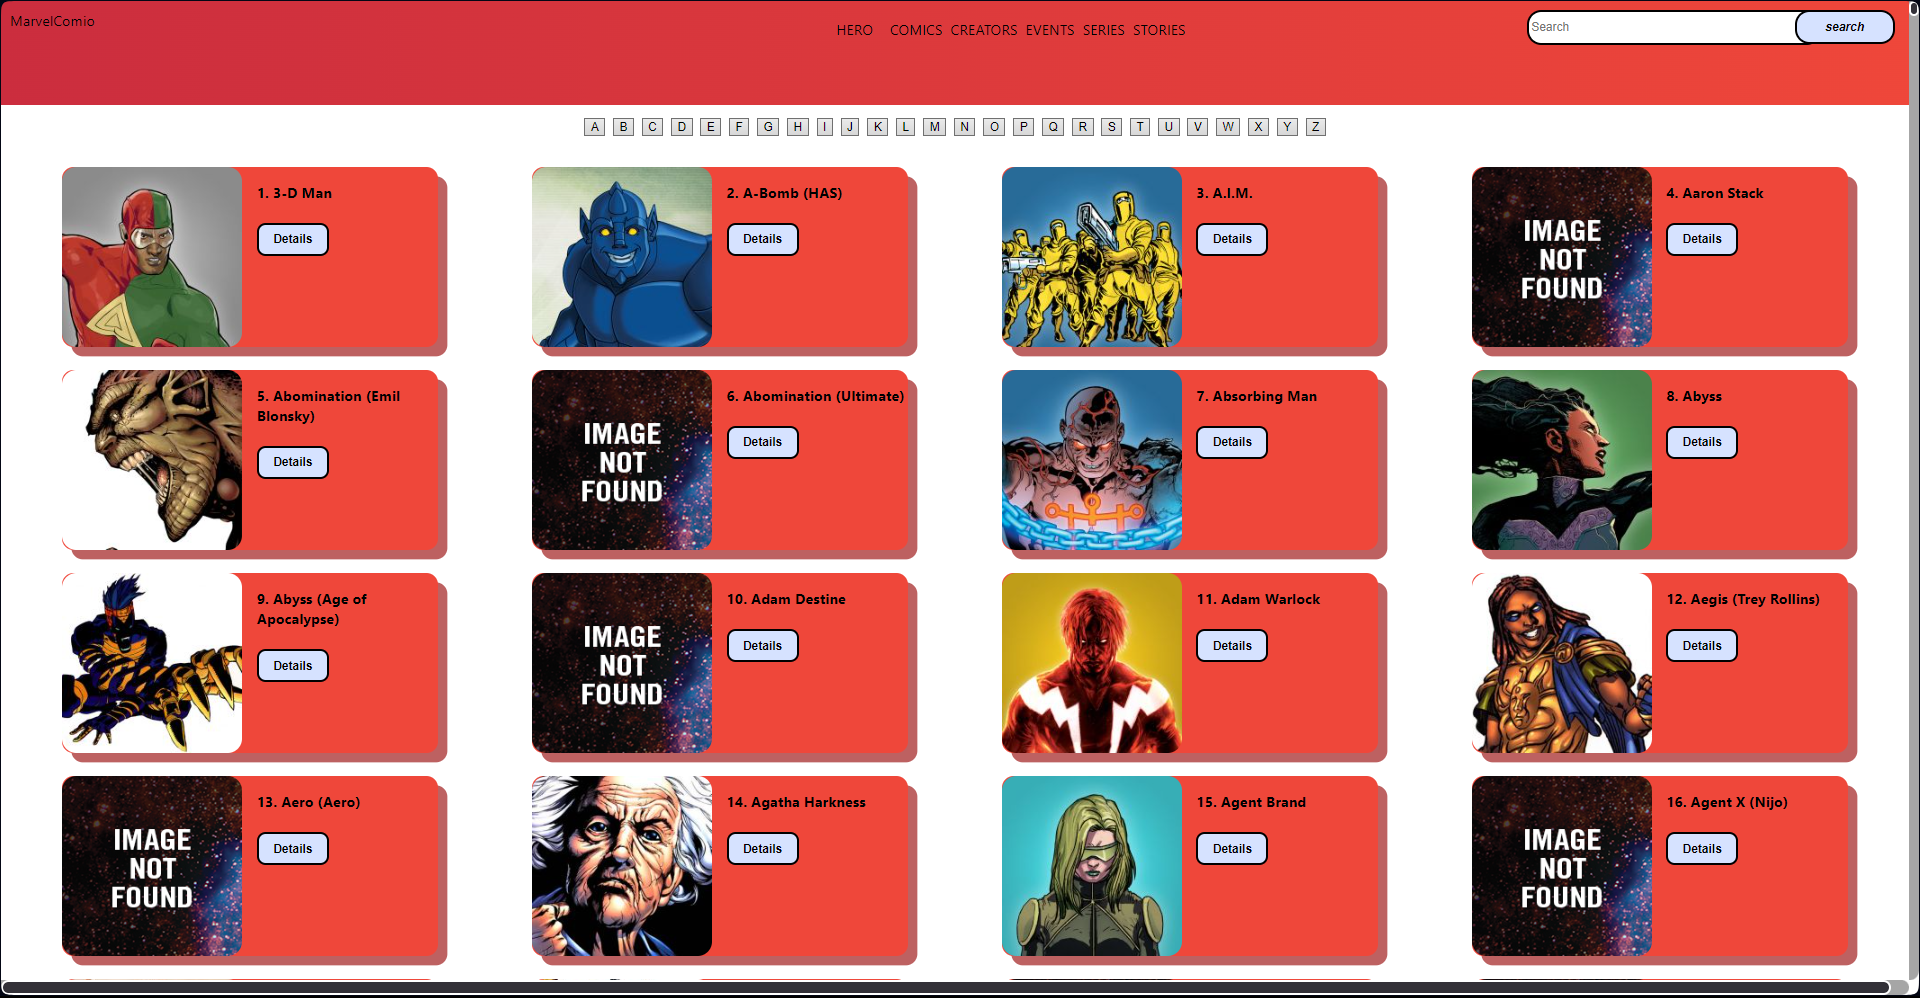 MarvelComio
HERO COMICS CREATORS EVENTS SERIES STORIES
Search
search
A B C D E F G H I J K L M N O P Q R S T U V W X Y Z
1. 3-D Man
Details
2. A-Bomb (HAS)
Details
3. A.I.M.
Details
IMAGE
NOT
FOUND
4. Aaron Stack
Details
5. Abomination (Emil
Blonsky)
Details
IMAGE
NOT
FOUND
6. Abomination (Ultimate)
Details
7. Absorbing Man
Details
8. Abyss
Details
9. Abyss (Age of
Apocalypse)
Details
IMAGE
NOT
FOUND
10. Adam Destine
Details
11. Adam Warlock
Details
12. Aegis (Trey Rollins)
Details
IMAGE
NOT
FOUND
13. Aero (Aero)
Details
14. Agatha Harkness
Details
15. Agent Brand
Details
IMAGE
NOT
FOUND
16. Agent X (Nijo)
Details